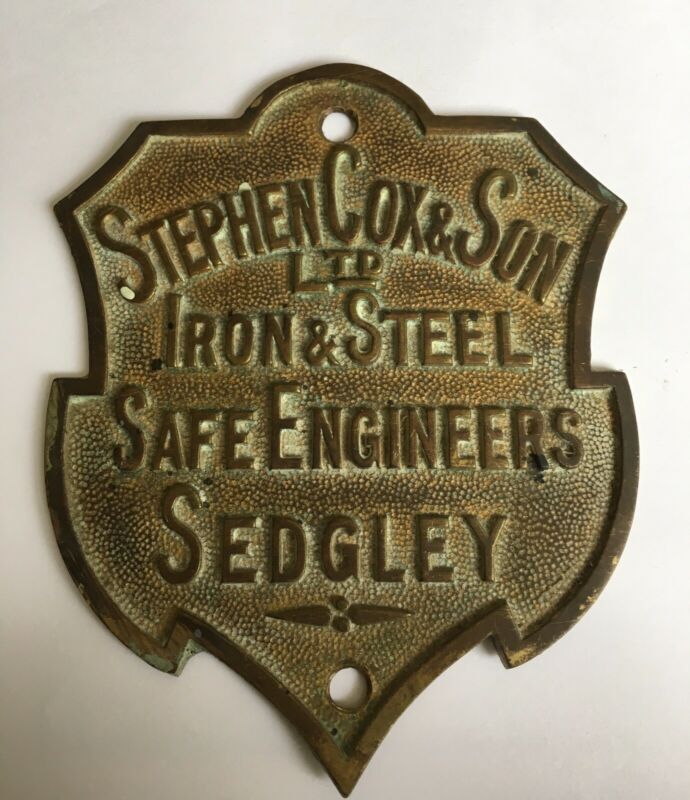 STEPHEN COX & SON
LTD
IRON & STEEL
SAFE ENGINEERS
SEDGLEY